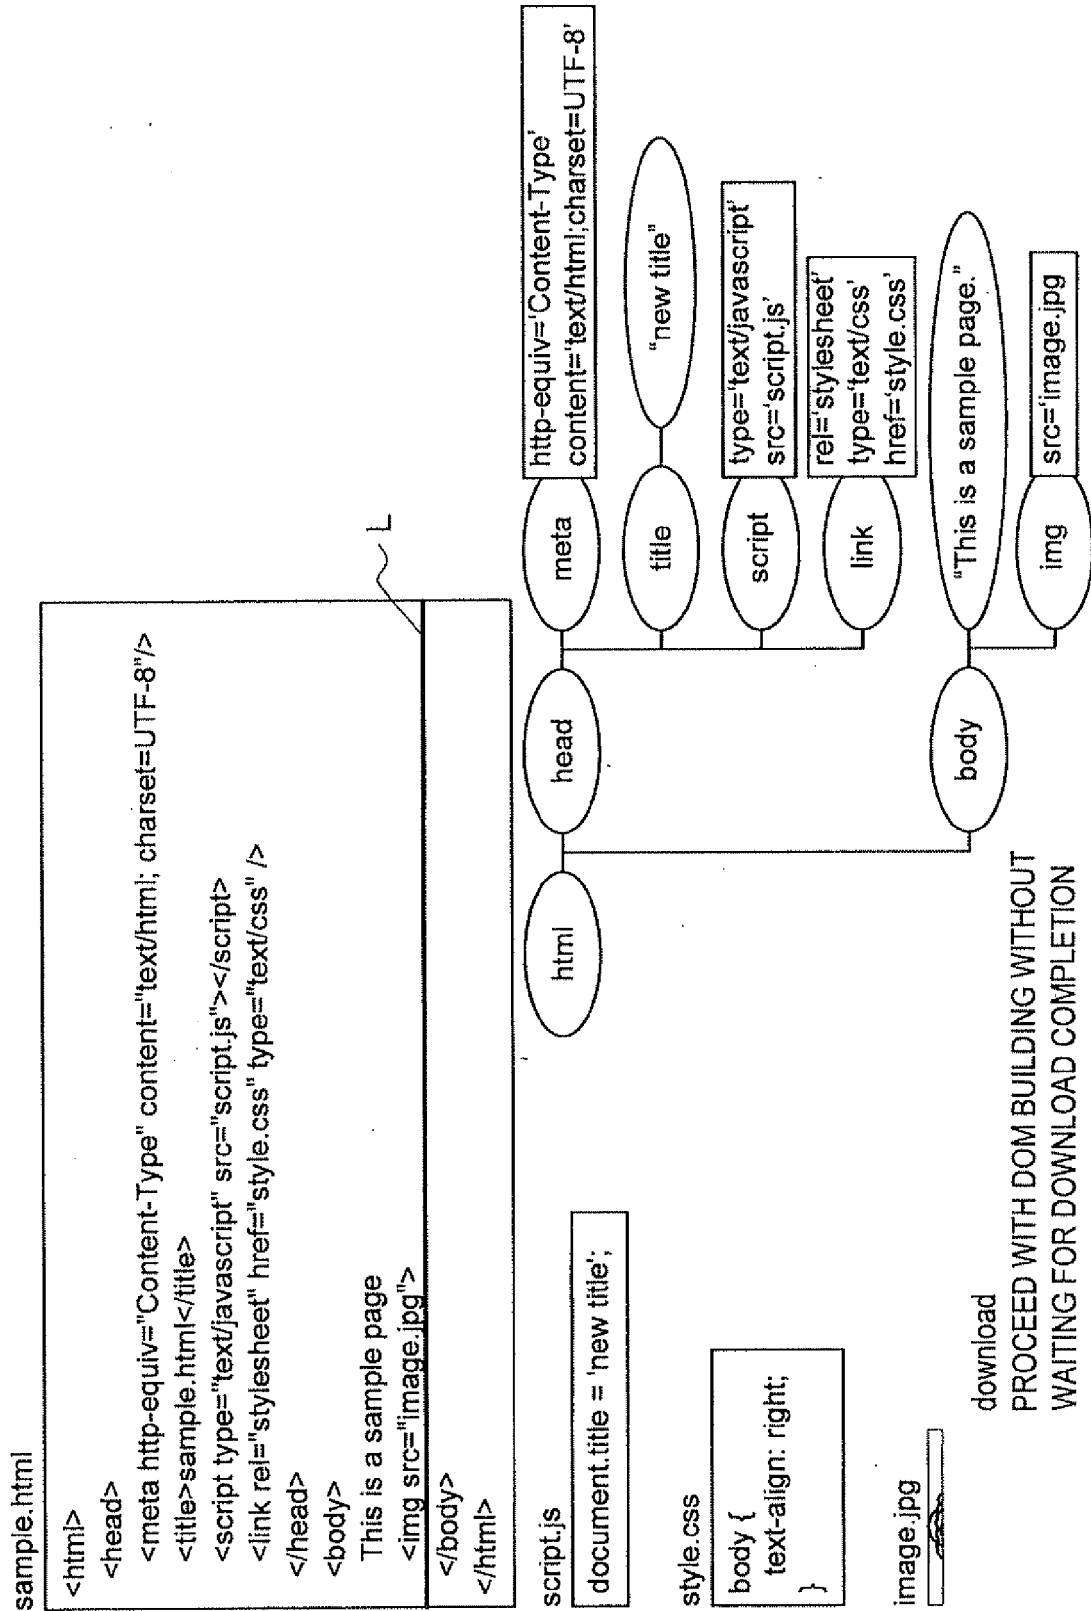 sample.html
<html>
<head>
<meta http-equiv="Content-Type" content="text/html; charset=UTF-8"/>
<title>sample.html</title>
<script type="text/javascript" src="script.js"></script>
<link rel="stylesheet" href="style.css" type="text/css" />
</head>
<body>
This is a sample page
<img src="image.jpg">
</body>
</html>
L
script.js
document.title = 'new title';
style.css
body {
text-align: right;
}
image.jpg
download
PROCEED WITH DOM BUILDING WITHOUT
WAITING FOR DOWNLOAD COMPLETION
html
head
meta
http-equiv='Content-Type'
content='text/html;charset=UTF-8'
title
"new title"
script
type='text/javascript'
src='script.js'
link
rel='stylesheet'
type='text/css'
href='style.css'
body
"This is a sample page."
img
src='image.jpg